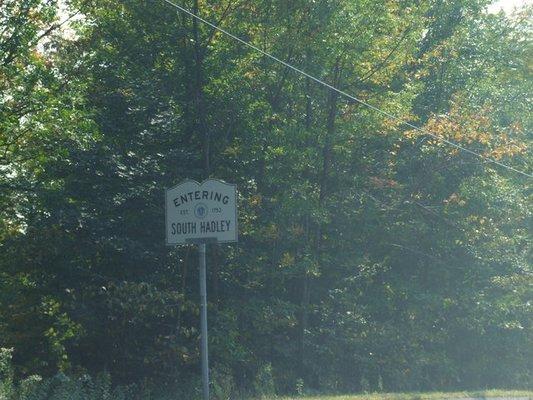 ENTERING
EST. 1753
SOUTH HADLEY